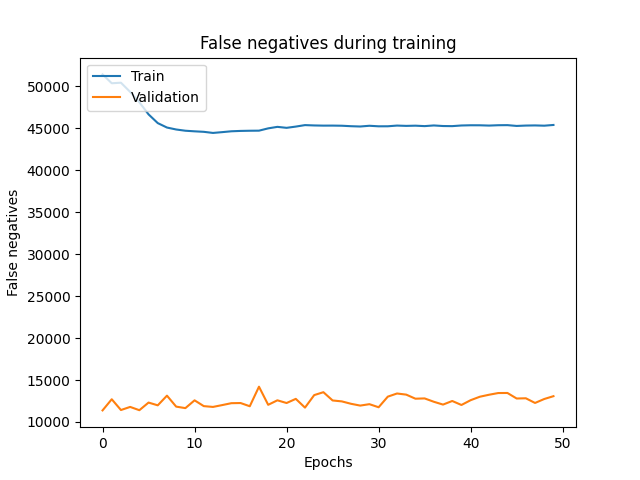 False negatives during training
Train
Validation
50000
45000
40000
35000
30000
25000
20000
15000
10000
False negatives
0 10 20 30 40 50
Epochs